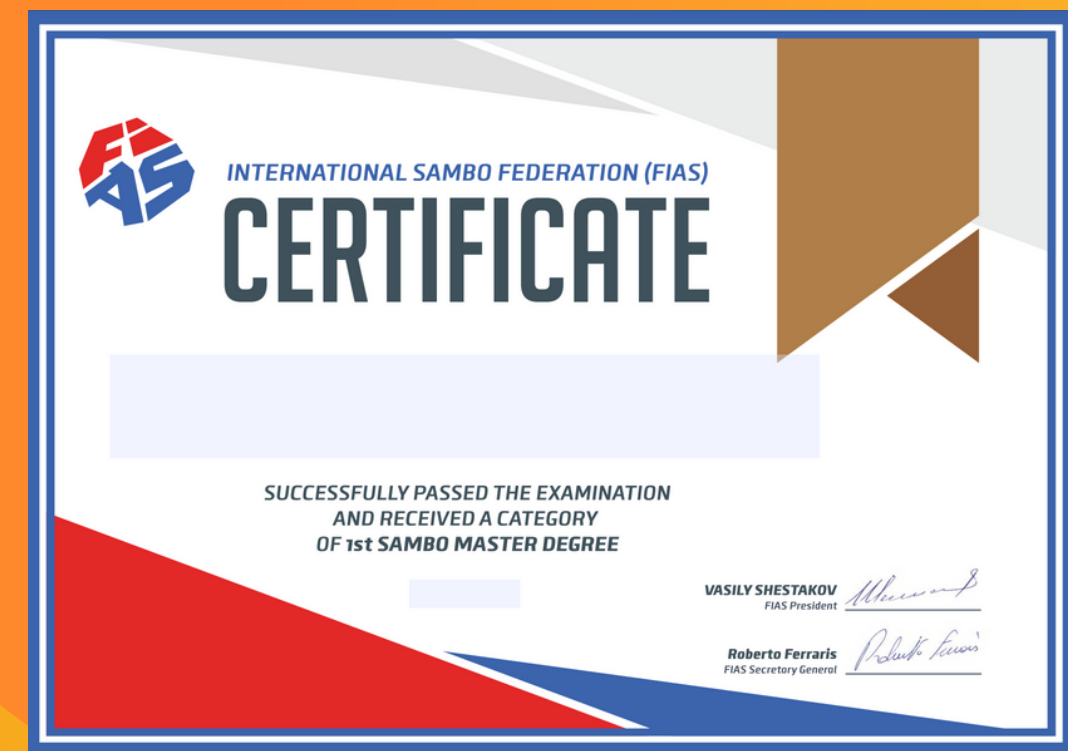 FIAS
INTERNATIONAL SAMBO FEDERATION (FIAS)
CERTIFICATE
SUCCESSFULLY PASSED THE EXAMINATION
AND RECEIVED A CATEGORY
OF 1st SAMBO MASTER DEGREE
VASILY SHESTAKOV
FIAS President
Roberto Ferraris
FIAS Secretary General